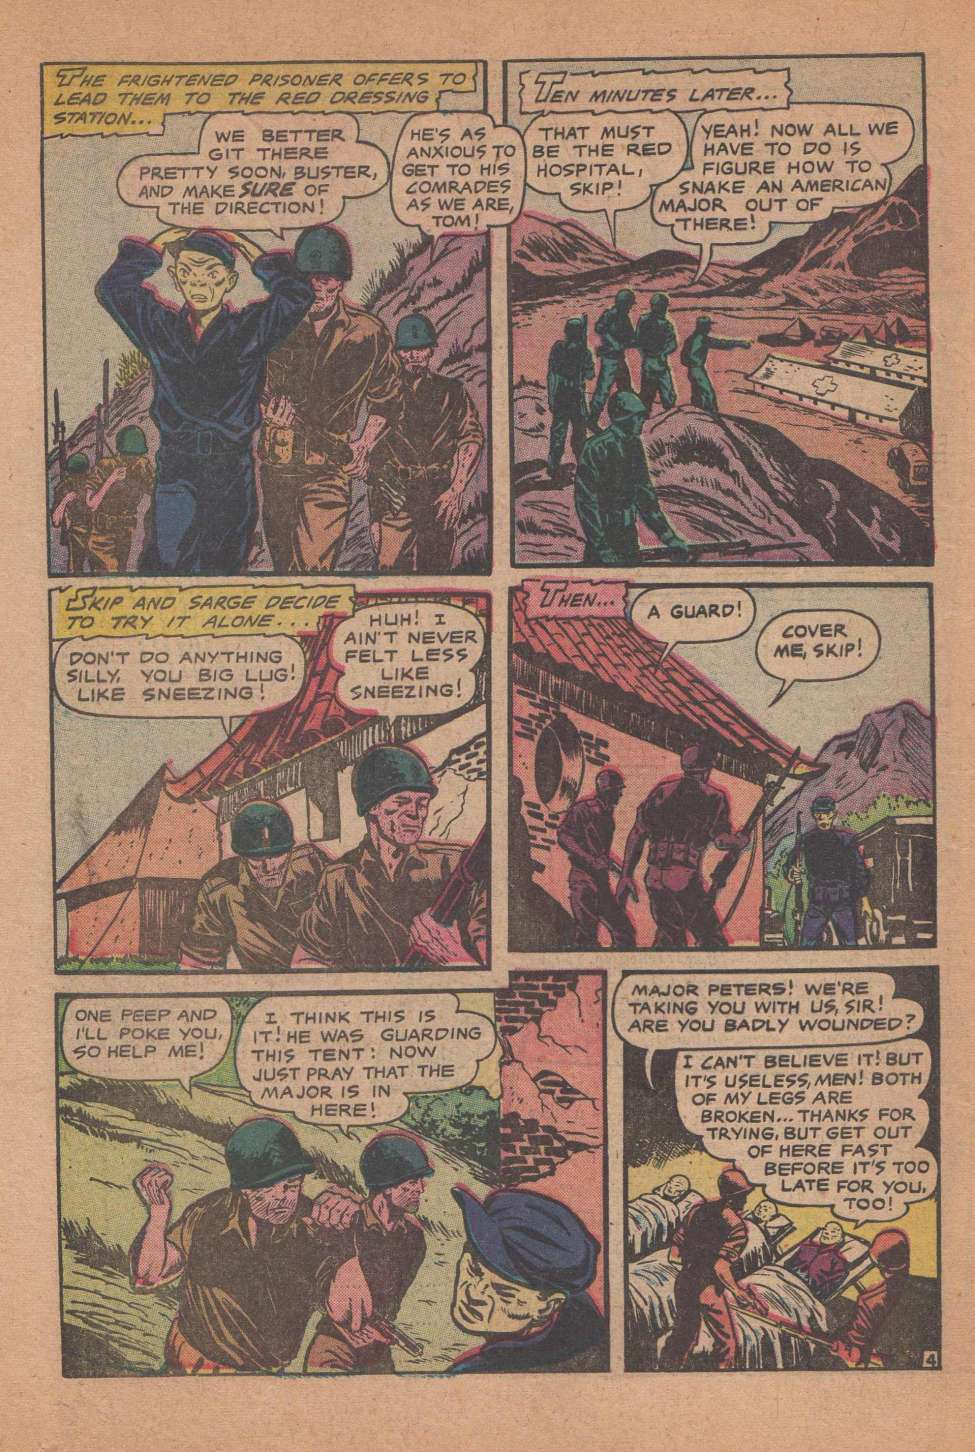 THE FRIGHTENED PRISONER OFFERS TO
LEAD THEM TO THE RED DRESSING
STATION...
WE BETTER
GIT THERE
PRETTY SOON, BUSTER,
AND MAKE SURE OF
THE DIRECTION!
HE'S AS
ANXIOUS TO
GET TO HIS
COMRADES
AS WE ARE,
TOM!
TEN MINUTES LATER...
THAT MUST
BE THE RED
HOSPITAL,
SKIP!
YEAH! NOW ALL WE
HAVE TO DO IS
FIGURE HOW TO
SNAKE AN AMERICAN
MAJOR OUT OF
THERE!
SKIP AND SARGE DECIDE
TO TRY IT ALONE...
DON'T DO ANYTHING
SILLY, YOU BIG LUG!
LIKE SNEEZING!
HUH! I
AIN'T NEVER
FELT LESS
LIKE
SNEEZING!
THEN...
A GUARD!
COVER
ME, SKIP!
ONE PEEP AND
I'LL POKE YOU,
SO HELP ME!
I THINK THIS IS
IT! HE WAS GUARDING
THIS TENT! NOW
JUST PRAY THAT THE
MAJOR IS IN
HERE!
MAJOR PETERS! WE'RE
TAKING YOU WITH US, SIR!
ARE YOU BADLY WOUNDED?
I CAN'T BELIEVE IT! BUT
IT'S USELESS, MEN! BOTH
OF MY LEGS ARE
BROKEN... THANKS FOR
TRYING, BUT GET OUT
OF HERE FAST
BEFORE IT'S TOO
LATE FOR YOU,
TOO!
4